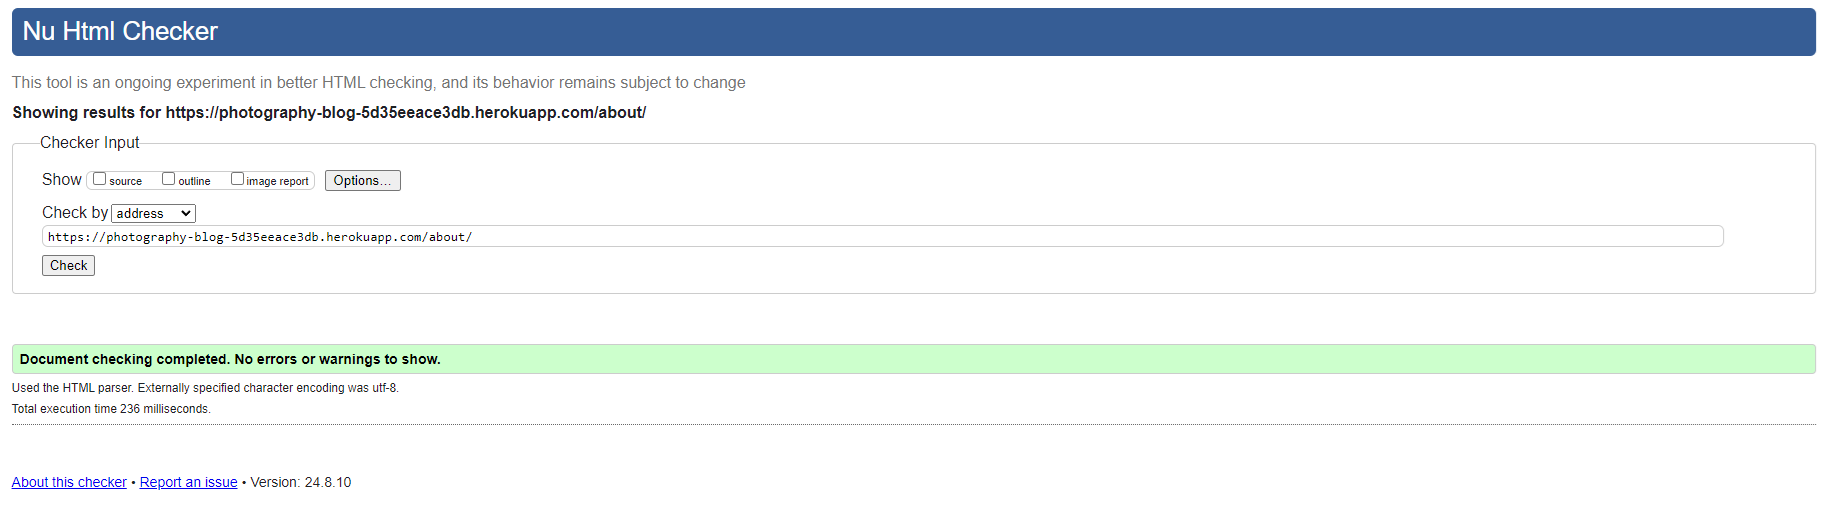 Nu Html Checker
This tool is an ongoing experiment in better HTML checking, and its behavior remains subject to change
Showing results for https://photography-blog-5d35eeace3db.herokuapp.com/about/
Checker Input
Show source outline image report Options...
Check by address
https://photography-blog-5d35eeace3db.herokuapp.com/about/
Check
Document checking completed. No errors or warnings to show.
Used the HTML parser. Externally specified character encoding was utf-8.
Total execution time 236 milliseconds.
About this checker • Report an issue • Version: 24.8.10